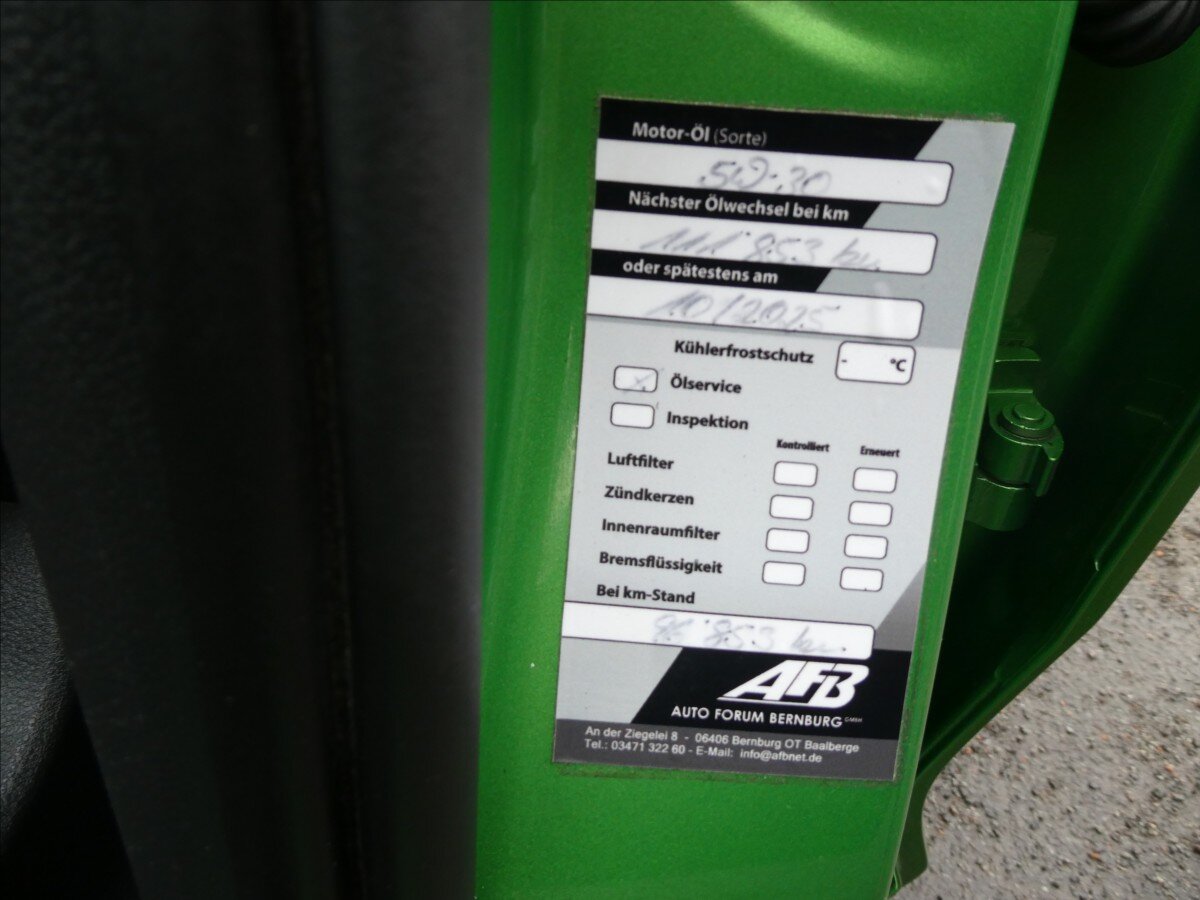 Motor-Öl (Sorte)
5W-30
Nächster Ölwechsel bei km
111 853 km
oder spätestens am
10/2025
Kühlerfrostschutz - °C
x Ölservice
Inspektion
Kontrolliert Erneuert
Luftfilter
Zündkerzen
Innenraumfilter
Bremsflüssigkeit
Bei km-Stand
853 km
AFB
AUTO FORUM BERNBURG GMBH
An der Ziegelei 8 - 06406 Bernburg OT Baalberge
Tel.: 03471 322 60 - E-Mail: info@afbnet.de